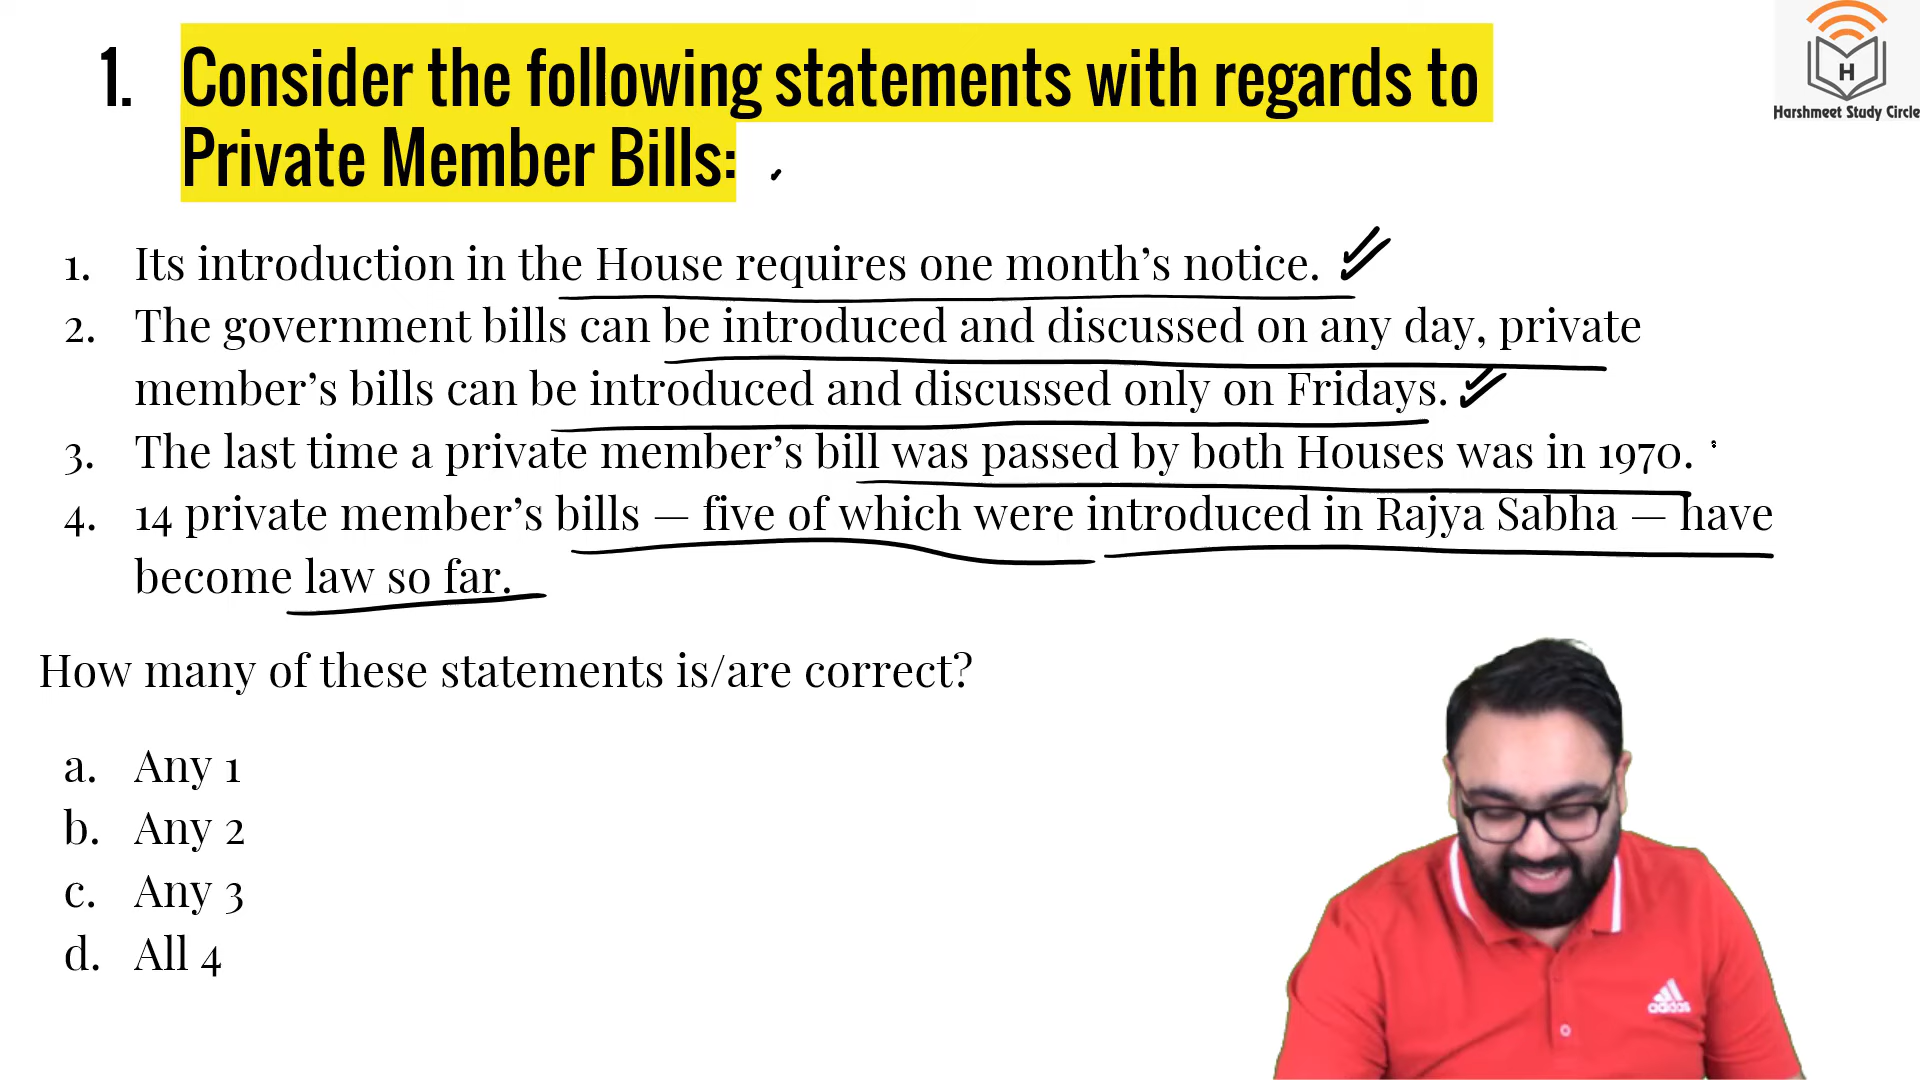 1. Consider the following statements with regards to
Private Member Bills:
H
Harshmeet Study Circle
1. Its introduction in the House requires one month’s notice.
2. The government bills can be introduced and discussed on any day, private
member’s bills can be introduced and discussed only on Fridays.
3. The last time a private member’s bill was passed by both Houses was in 1970.
4. 14 private member’s bills — five of which were introduced in Rajya Sabha — have
become law so far.
How many of these statements is/are correct?
a. Any 1
b. Any 2
c. Any 3
d. All 4
adidas